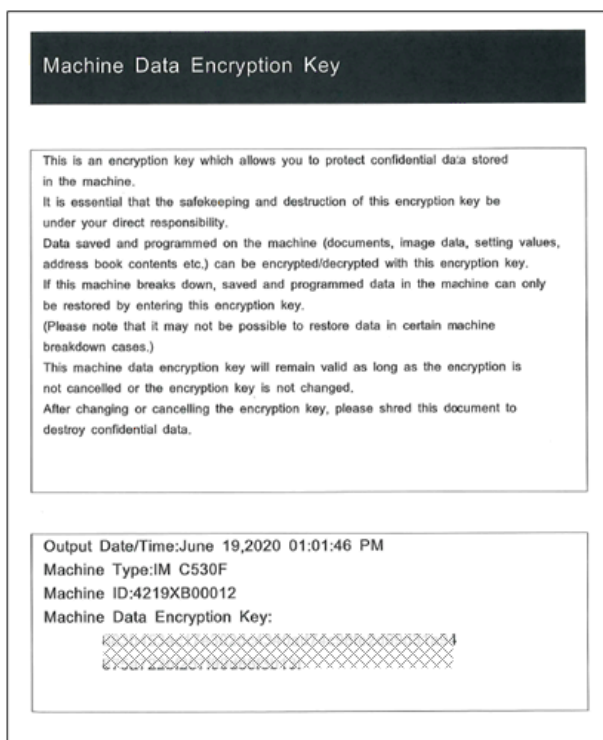 Machine Data Encryption Key
This is an encryption key which allows you to protect confidential data stored
in the machine.
It is essential that the safekeeping and destruction of this encryption key be
under your direct responsibility.
Data saved and programmed on the machine (documents, image data, setting values,
address book contents etc.) can be encrypted/decrypted with this encryption key.
If this machine breaks down, saved and programmed data in the machine can only
be restored by entering this encryption key.
(Please note that it may not be possible to restore data in certain machine
breakdown cases.)
This machine data encryption key will remain valid as long as the encryption is
not cancelled or the encryption key is not changed.
After changing or cancelling the encryption key, please shred this document to
destroy confidential data.
Output Date/Time:June 19,2020 01:01:46 PM
Machine Type:IM C530F
Machine ID:4219XB00012
Machine Data Encryption Key: